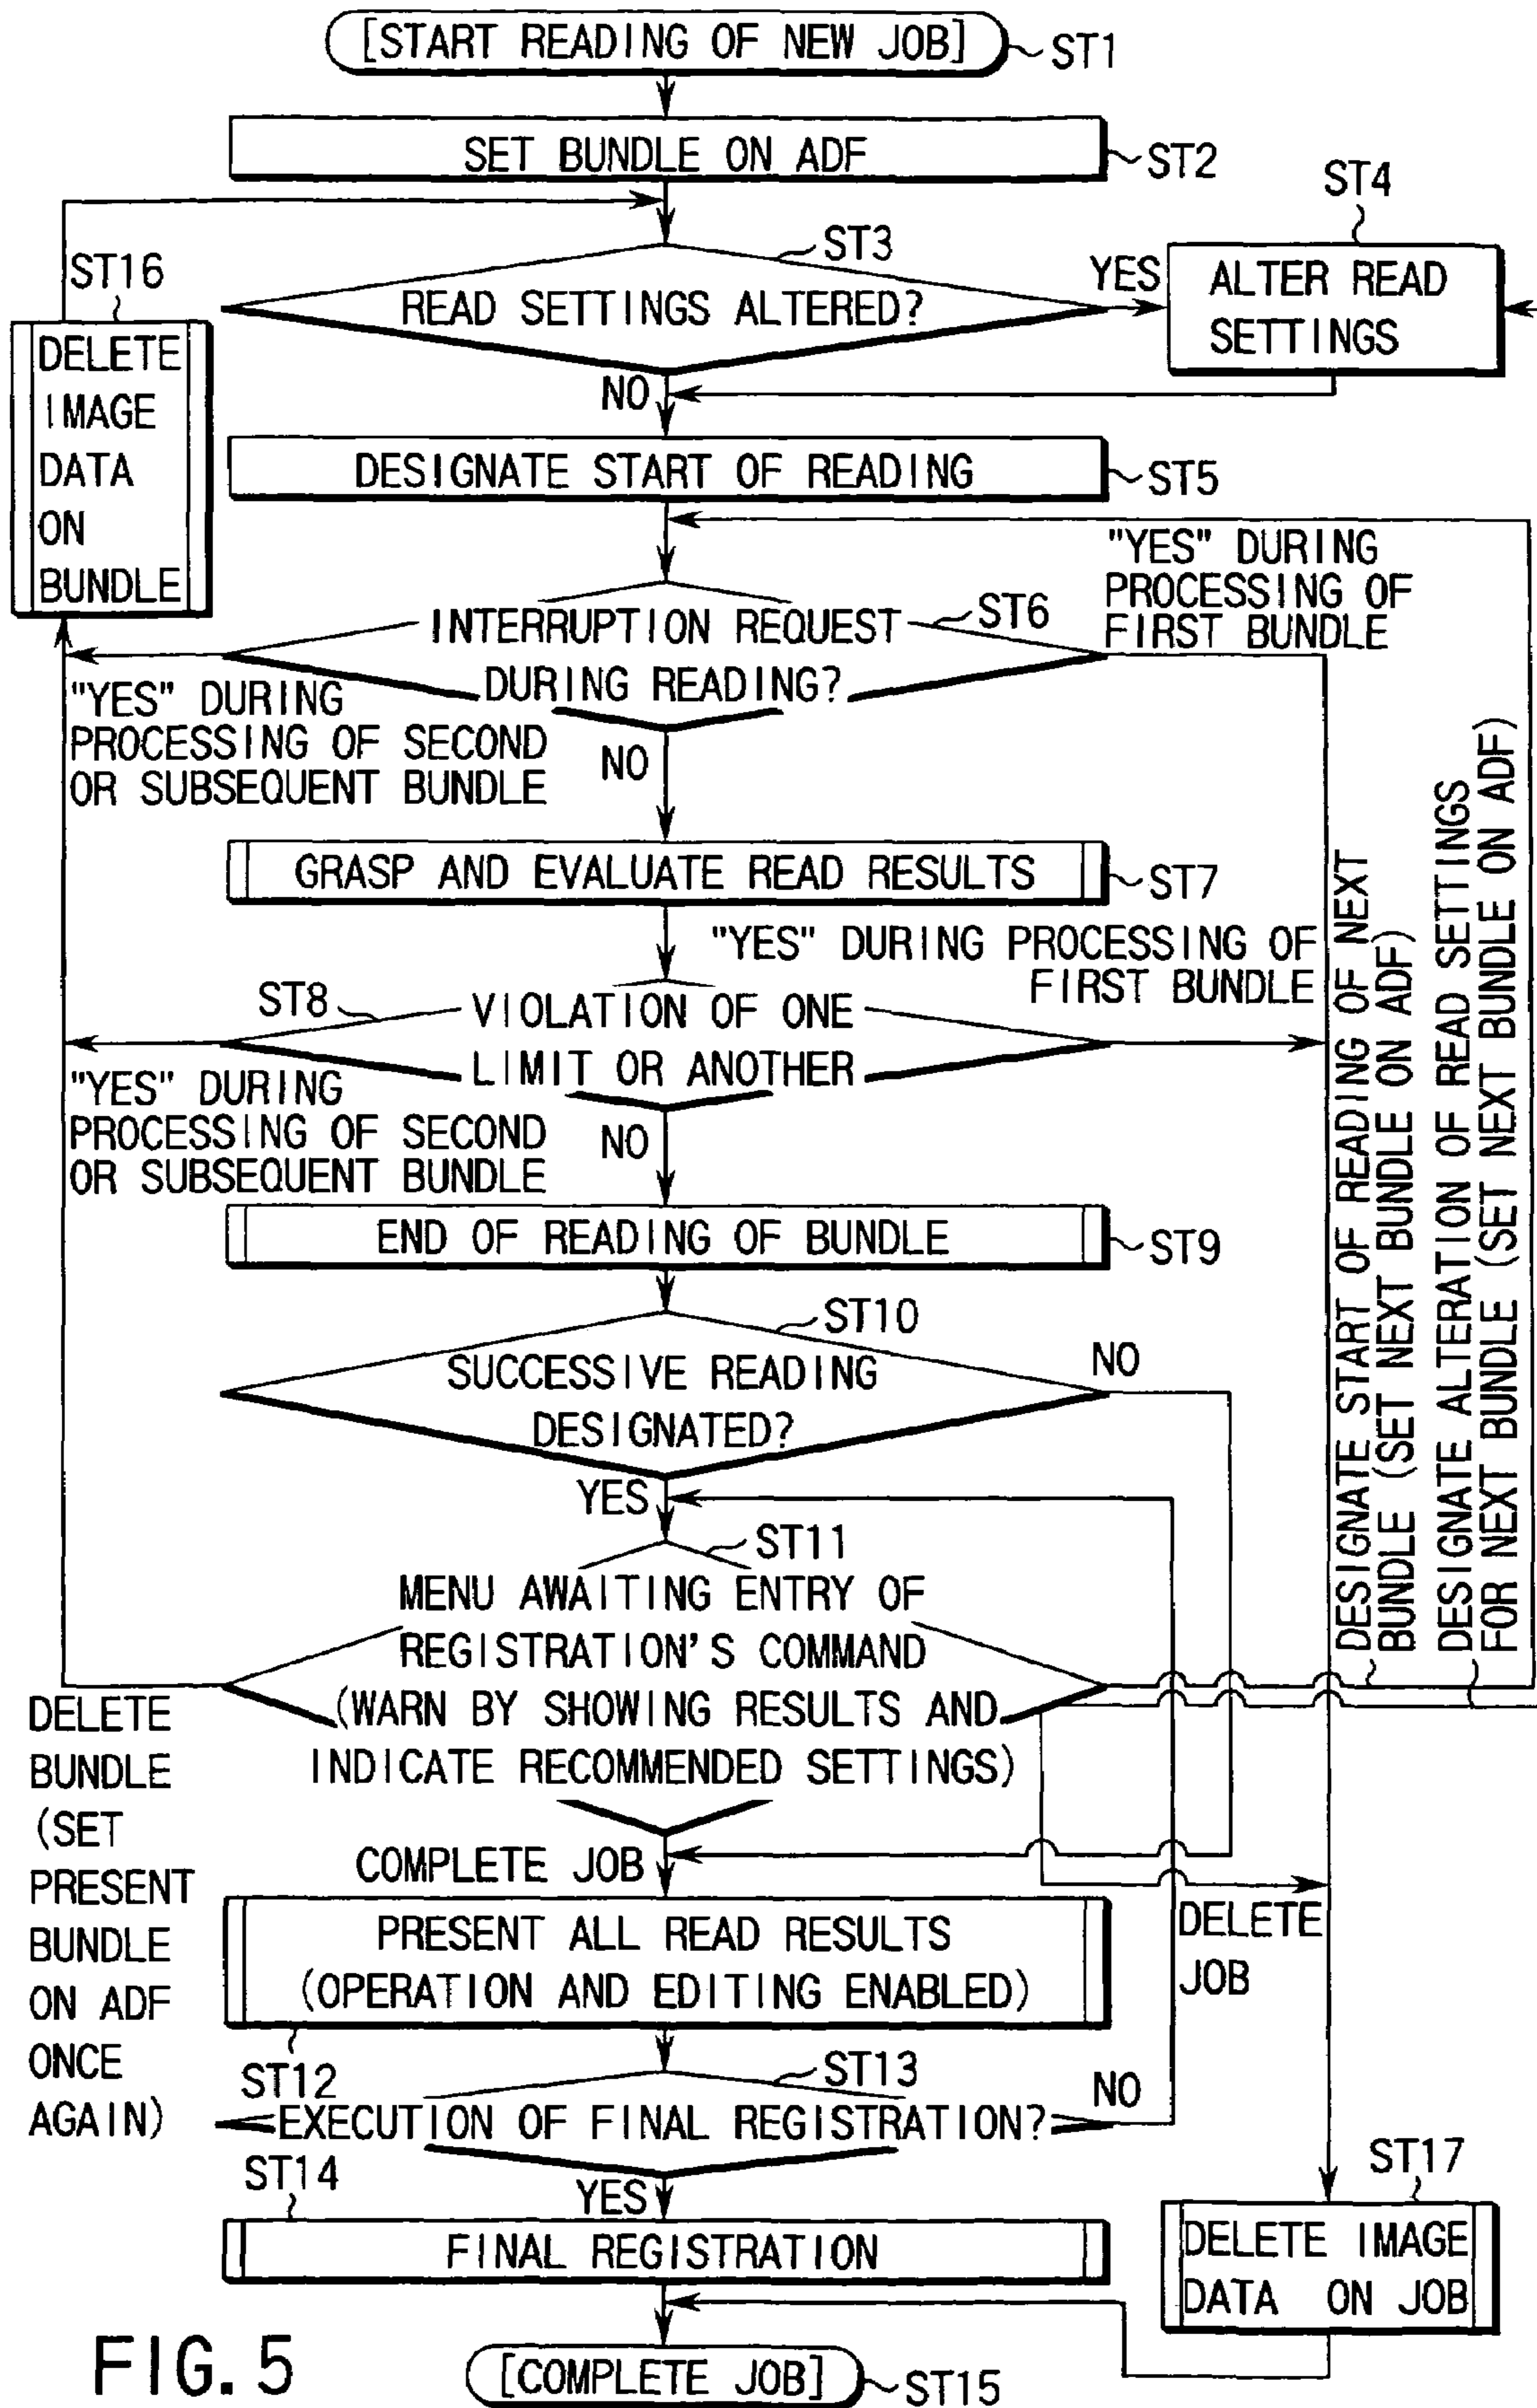 [START READING OF NEW JOB]
ST1
SET BUNDLE ON ADF
ST2
ST3
READ SETTINGS ALTERED?
YES
ST4
ALTER READ
SETTINGS
NO
ST16
DELETE
IMAGE
DATA
ON
BUNDLE
DESIGNATE START OF READING
ST5
"YES" DURING
PROCESSING OF
FIRST BUNDLE
INTERRUPTION REQUEST
DURING READING?
ST6
"YES" DURING
PROCESSING OF SECOND
OR SUBSEQUENT BUNDLE
NO
GRASP AND EVALUATE READ RESULTS
ST7
"YES" DURING PROCESSING OF
FIRST BUNDLE
ST8
VIOLATION OF ONE
LIMIT OR ANOTHER
"YES" DURING
PROCESSING OF SECOND
OR SUBSEQUENT BUNDLE
NO
END OF READING OF BUNDLE
ST9
ST10
SUCCESSIVE READING
DESIGNATED?
NO
YES
DESIGNATE START OF READING OF NEXT
BUNDLE (SET NEXT BUNDLE ON ADF)
DESIGNATE ALTERATION OF READ SETTINGS
FOR NEXT BUNDLE (SET NEXT BUNDLE ON ADF)
ST11
MENU AWAITING ENTRY OF
REGISTRATION'S COMMAND
(WARN BY SHOWING RESULTS AND
INDICATE RECOMMENDED SETTINGS)
DELETE
BUNDLE
(SET
PRESENT
BUNDLE
ON ADF
ONCE
AGAIN)
COMPLETE JOB
DELETE
JOB
PRESENT ALL READ RESULTS
(OPERATION AND EDITING ENABLED)
ST12
ST13
EXECUTION OF FINAL REGISTRATION?
NO
YES
ST14
FINAL REGISTRATION
ST17
DELETE IMAGE
DATA ON JOB
[COMPLETE JOB]
ST15
FIG. 5